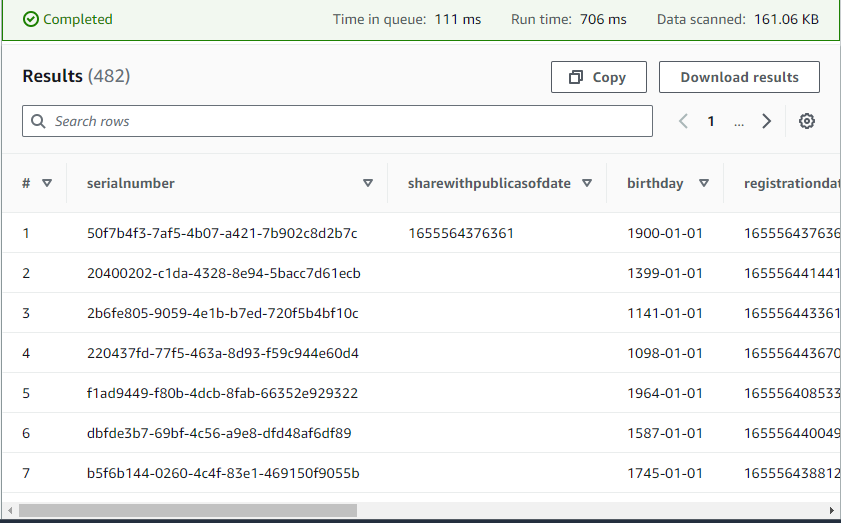 Completed Time in queue: 111 ms Run time: 706 ms Data scanned: 161.06 KB
Results (482) Copy Download results
Search rows 1 ...
# serialnumber sharewithpublicasofdate birthday registrationdat
1 50f7b4f3-7af5-4b07-a421-7b902c8d2b7c 1655564376361 1900-01-01 165556437636
2 20400202-c1da-4328-8e94-5bacc7d61ecb 1399-01-01 165556441441
3 2b6fe805-9059-4e1b-b7ed-720f5b4bf10c 1141-01-01 165556443361
4 220437fd-77f5-463a-8d93-f59c944e60d4 1098-01-01 165556443670
5 f1ad9449-f80b-4dcb-8fab-66352e929322 1964-01-01 165556408533
6 dbfde3b7-69bf-4c56-a9e8-dfd48af6df89 1587-01-01 165556440049
7 b5f6b144-0260-4c4f-83e1-469150f9055b 1745-01-01 165556438812